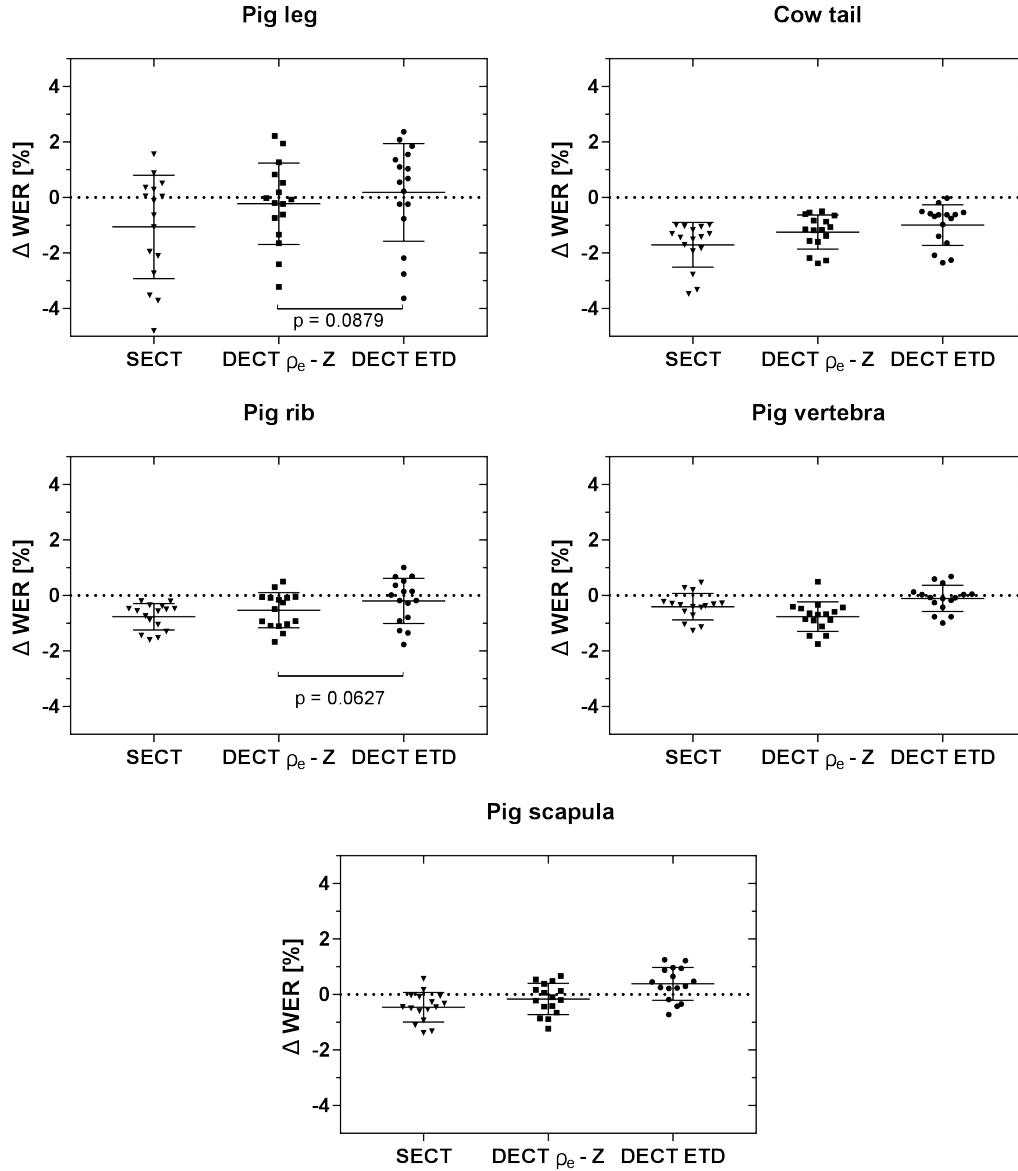 Pig leg
Δ WER [%]
4
2
0
-2
-4
p = 0.0879
SECT DECT ρe - Z DECT ETD
Cow tail
Δ WER [%]
4
2
0
-2
-4
SECT DECT ρe - Z DECT ETD
Pig rib
Δ WER [%]
4
2
0
-2
-4
p = 0.0627
SECT DECT ρe - Z DECT ETD
Pig vertebra
Δ WER [%]
4
2
0
-2
-4
SECT DECT ρe - Z DECT ETD
Pig scapula
Δ WER [%]
4
2
0
-2
-4
SECT DECT ρe - Z DECT ETD